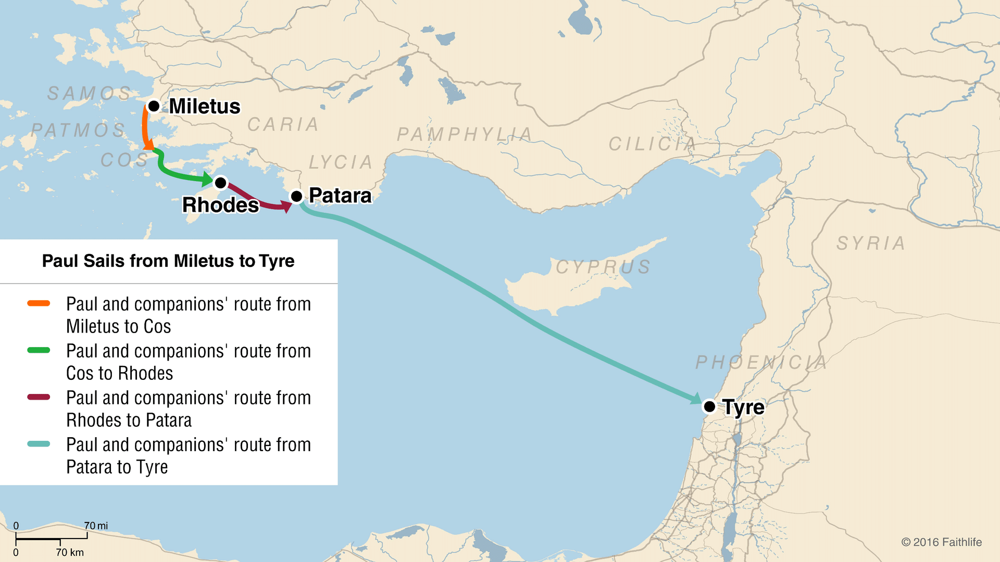 SAMOS
Miletus
PATMOS
CARIA
PAMPHYLIA
CILICIA
COS
LYCIA
Rhodes
Patara
SYRIA
CYPRUS
PHOENICIA
Tyre
Paul Sails from Miletus to Tyre
Paul and companions' route from
Miletus to Cos
Paul and companions' route from
Cos to Rhodes
Paul and companions' route from
Rhodes to Patara
Paul and companions' route from
Patara to Tyre
0 70 mi
0 70 km
© 2016 Faithlife